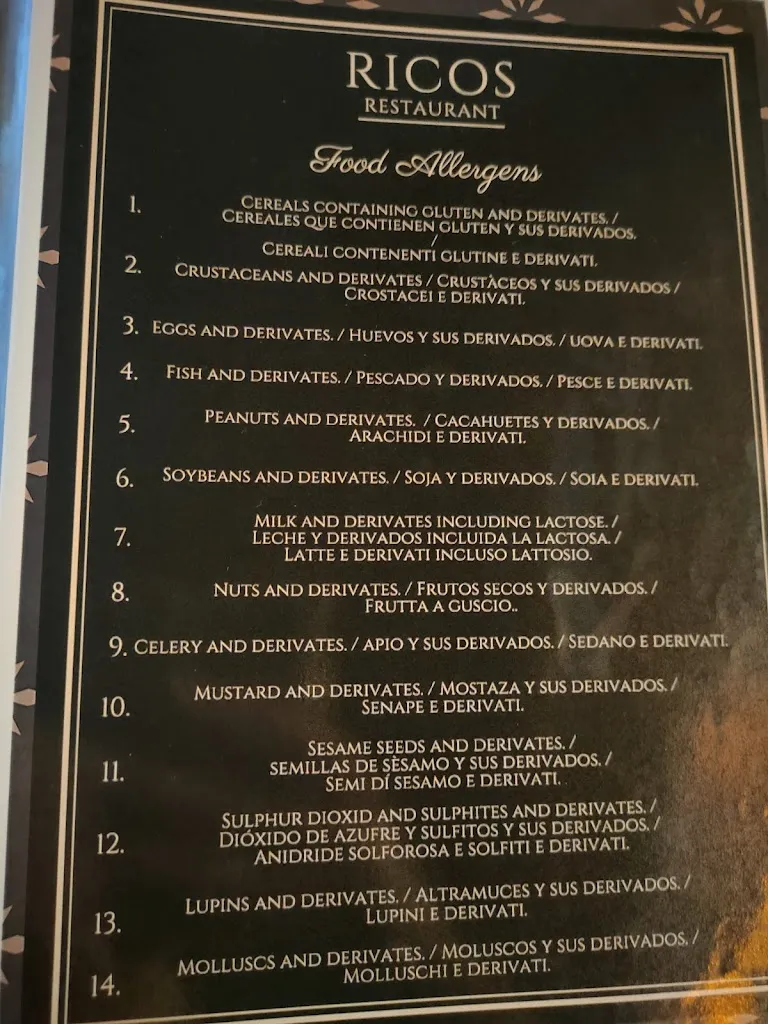 RICOS
RESTAURANT
Food Allergens
1. CEREALS CONTAINING GLUTEN AND DERIVATES. /
CEREALES QUE CONTIENEN GLUTEN Y SUS DERIVADOS.
/
CEREALI CONTENENTI GLUTINE E DERIVATI.
2. CRUSTACEANS AND DERIVATES / CRUSTÀCEOS Y SUS DERIVADOS /
CROSTACEI E DERIVATI.
3. EGGS AND DERIVATES. / HUEVOS Y SUS DERIVADOS. / UOVA E DERIVATI.
4. FISH AND DERIVATES. / PESCADO Y DERIVADOS. / PESCE E DERIVATI.
5. PEANUTS AND DERIVATES. / CACAHUETES Y DERIVADOS. /
ARACHIDI E DERIVATI.
6. SOYBEANS AND DERIVATES. / SOJA Y DERIVADOS. / SOIA E DERIVATI.
7. MILK AND DERIVATES INCLUDING LACTOSE. /
LECHE Y DERIVADOS INCLUIDA LA LACTOSA. /
LATTE E DERIVATI INCLUSO LATTOSIO.
8. NUTS AND DERIVATES. / FRUTOS SECOS Y DERIVADOS. /
FRUTTA A GUSCIO..
9. CELERY AND DERIVATES. / APIO Y SUS DERIVADOS. / SEDANO E DERIVATI.
10. MUSTARD AND DERIVATES. / MOSTAZA Y SUS DERIVADOS. /
SENAPE E DERIVATI.
11. SESAME SEEDS AND DERIVATES. /
SEMILLAS DE SÈSAMO Y SUS DERIVADOS. /
SEMI DÍ SESAMO E DERIVATI.
12. SULPHUR DIOXID AND SULPHITES AND DERIVATES. /
DIÓXIDO DE AZUFRE Y SULFITOS Y SUS DERIVADOS. /
ANIDRIDE SOLFOROSA E SOLFITI E DERIVATI.
13. LUPINS AND DERIVATES. / ALTRAMUCES Y SUS DERIVADOS. /
LUPINI E DERIVATI.
14. MOLLUSCS AND DERIVATES. / MOLUSCOS Y SUS DERIVADOS. /
MOLLUSCHI E DERIVATI.